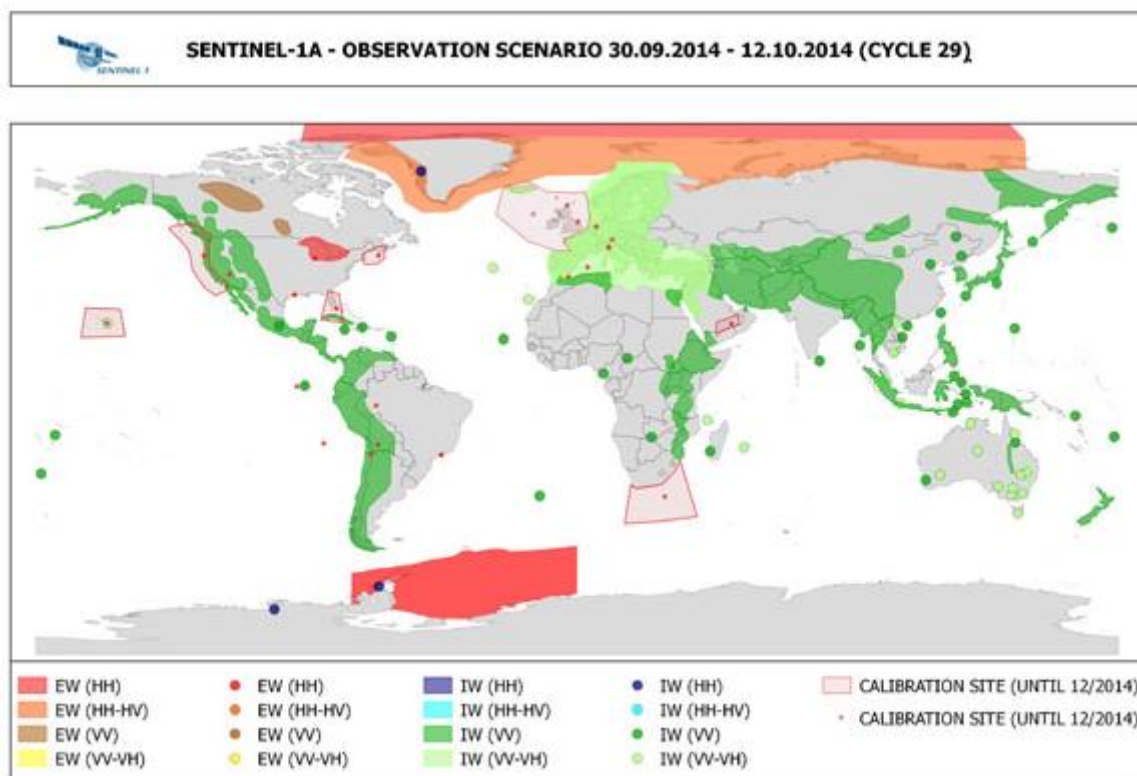 SENTINEL-1
SENTINEL-1A - OBSERVATION SCENARIO 30.09.2014 - 12.10.2014 (CYCLE 29)
EW (HH) EW (HH) IW (HH) IW (HH) CALIBRATION SITE (UNTIL 12/2014)
EW (HH-HV) EW (HH-HV) IW (HH-HV) IW (HH-HV) CALIBRATION SITE (UNTIL 12/2014)
EW (VV) EW (VV) IW (VV) IW (VV)
EW (VV-VH) EW (VV-VH) IW (VV-VH) IW (VV-VH)